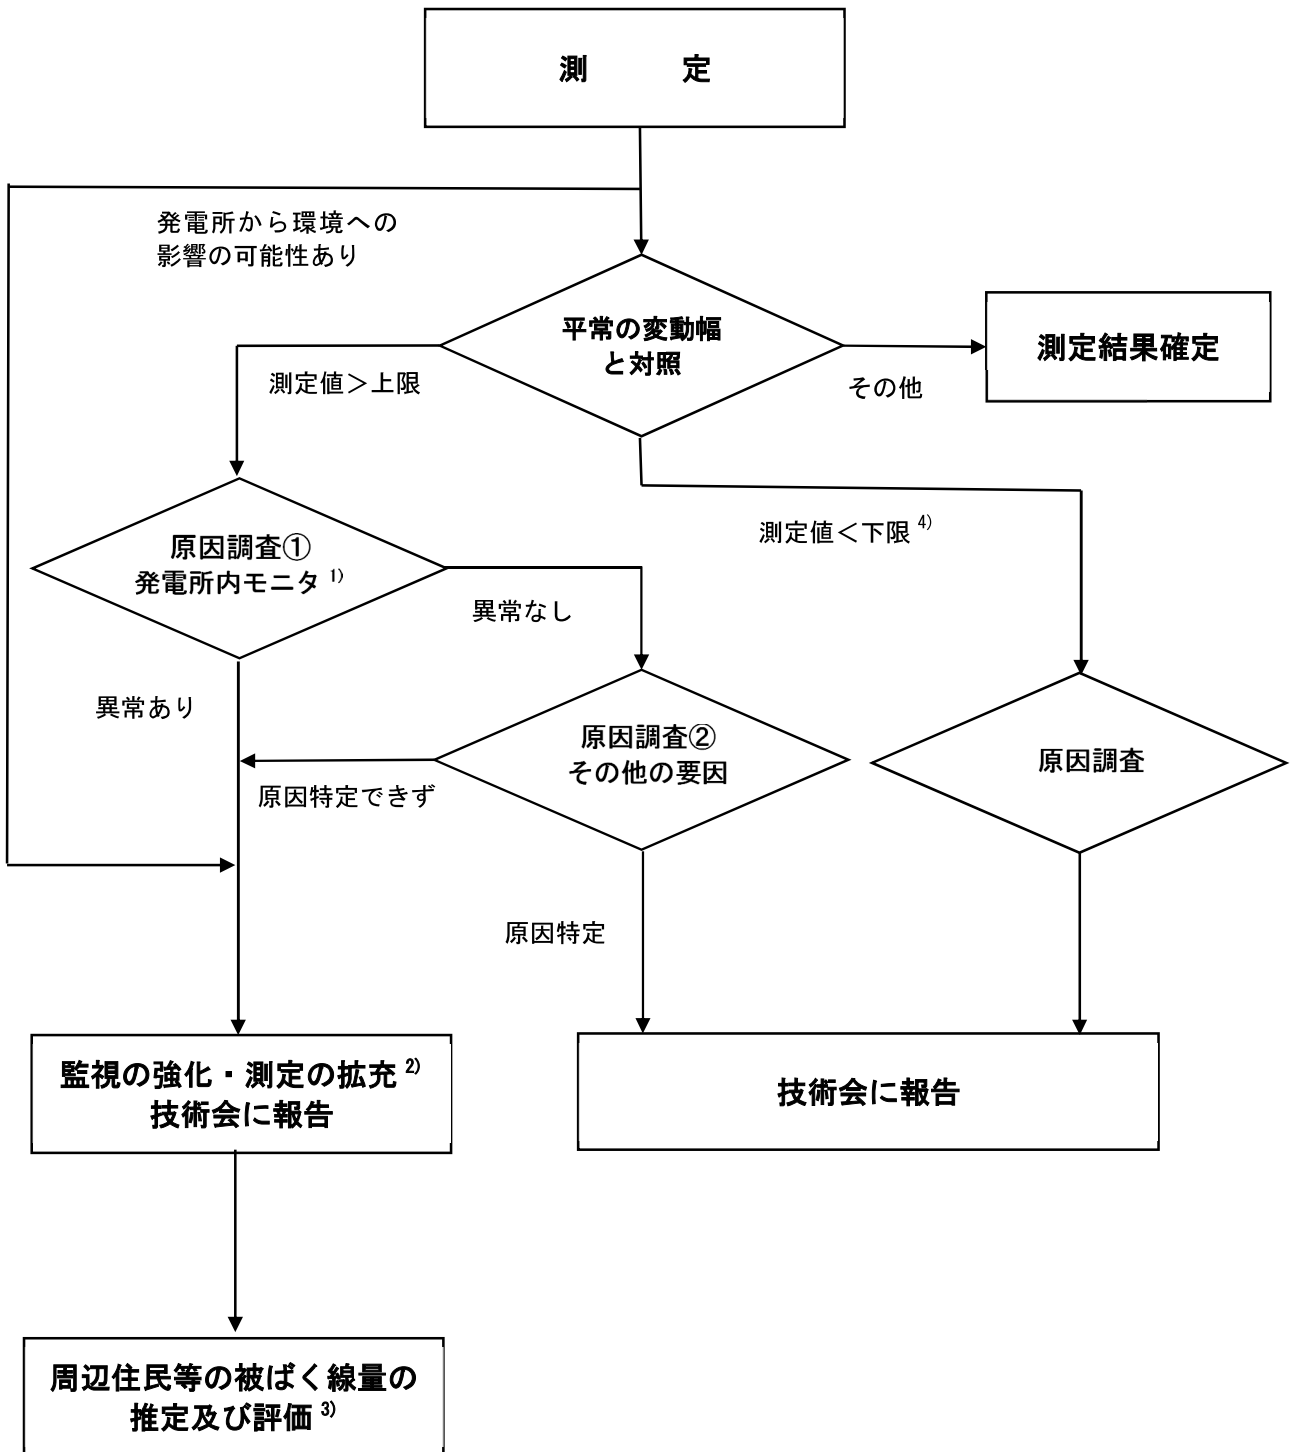 測　　　定
発電所から環境への
影響の可能性あり
平常の変動幅
と対照
測定結果確定
測定値＞上限
その他
原因調査①
発電所内モニタ 1)
測定値＜下限 4)
異常なし
異常あり
原因調査②
その他の要因
原因調査
原因特定できず
原因特定
監視の強化・測定の拡充 2)
技術会に報告
技術会に報告
周辺住民等の被ばく線量の
推定及び評価 3)